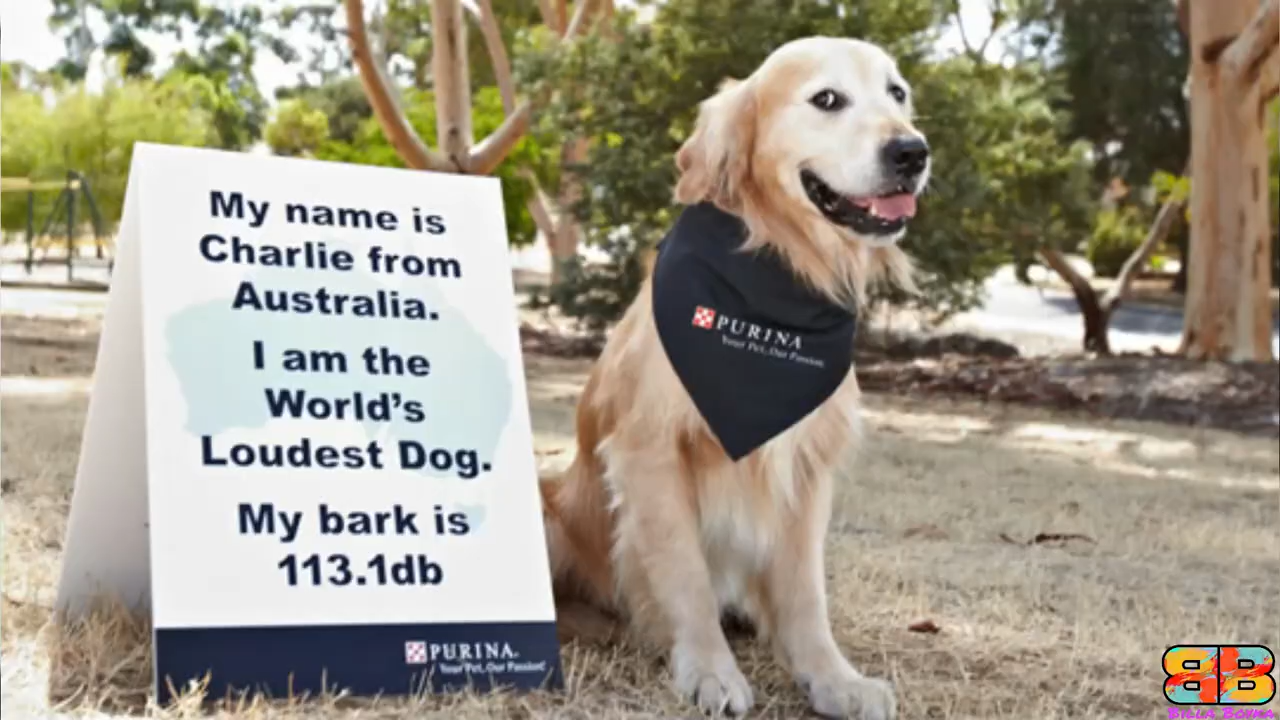 My name is
Charlie from
Australia.
I am the
World's
Loudest Dog.
My bark is
113.1db
PURINA.
Your Pet, Our Passion!
PURINA
Your Pet, Our Passion.
BB